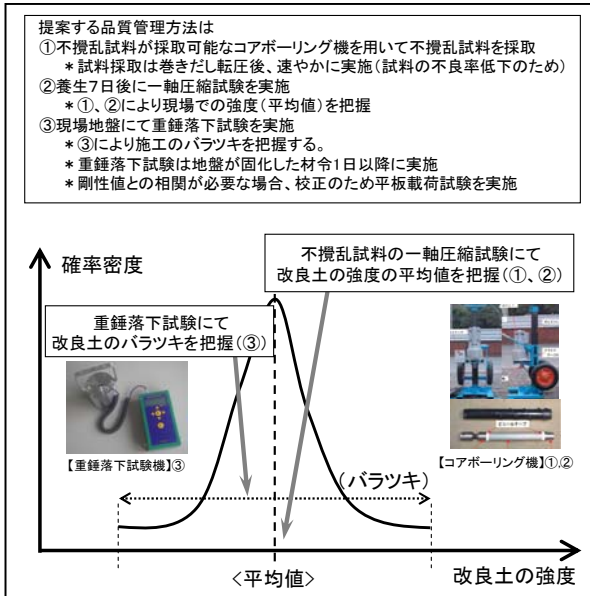 提案する品質管理方法は
①不攪乱試料が採取可能なコアボーリング機を用いて不攪乱試料を採取
＊試料採取は巻きだし転圧後、速やかに実施(試料の不良率低下のため)
②養生7日後に一軸圧縮試験を実施
＊①、②により現場での強度(平均値)を把握
③現場地盤にて重錘落下試験を実施
＊③により施工のバラツキを把握する。
＊重錘落下試験は地盤が固化した材令1日以降に実施
＊剛性値との相関が必要な場合、校正のため平板載荷試験を実施
確率密度
不攪乱試料の一軸圧縮試験にて
改良土の強度の平均値を把握(①、②)
重錘落下試験にて
改良土のバラツキを把握(③)
【重錘落下試験機】③
【コアボーリング機】①,②
(バラツキ)
<平均値>
改良土の強度